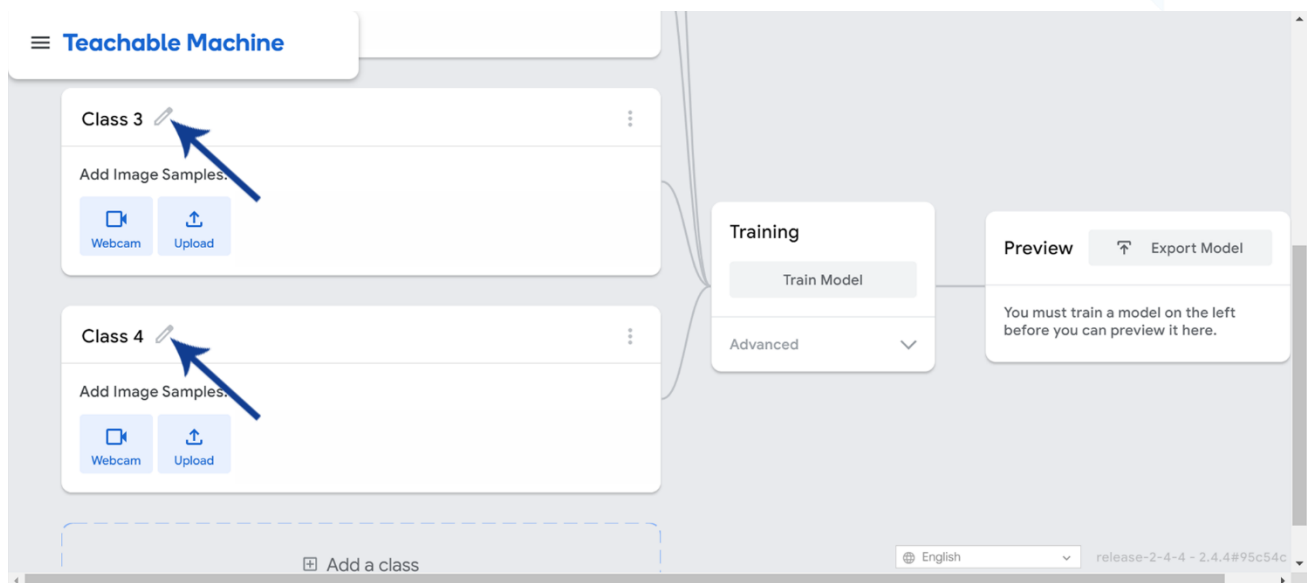 Teachable Machine
Class 3
Add Image Samples:
Webcam Upload
Class 4
Add Image Samples:
Webcam Upload
Add a class
Training
Train Model
Advanced
Preview
Export Model
You must train a model on the left
before you can preview it here.
English
release-2-4-4 - 2.4.4#95c54c